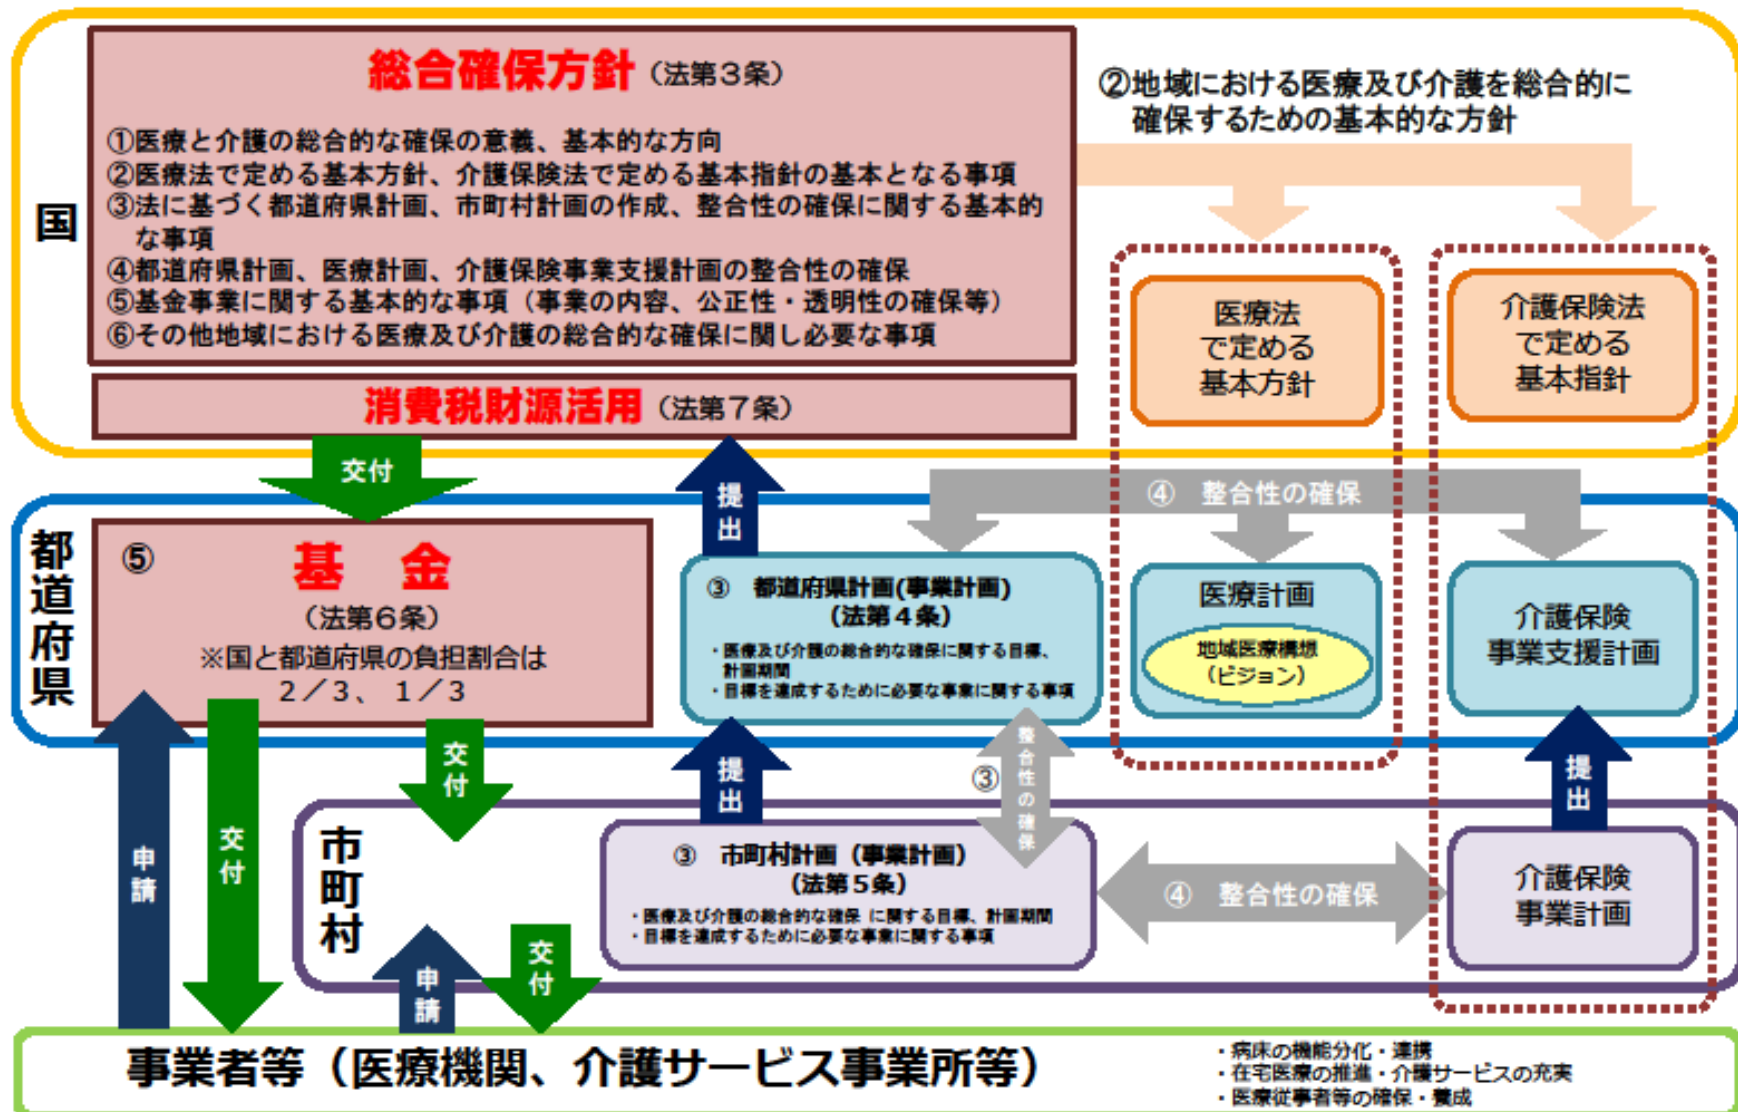 総合確保方針（法第３条）
①医療と介護の総合的な確保の意義、基本的な方向
②医療法で定める基本方針、介護保険法で定める基本指針の基本となる事項
③法に基づく都道府県計画、市町村計画の作成、整合性の確保に関する基本的
な事項
④都道府県計画、医療計画、介護保険事業支援計画の整合性の確保
⑤基金事業に関する基本的な事項（事業の内容、公正性・透明性の確保等）
⑥その他地域における医療及び介護の総合的な確保に関し必要な事項
国
②地域における医療及び介護を総合的に
確保するための基本的な方針
医療法
で定める
基本方針
介護保険法
で定める
基本指針
消費税財源活用（法第７条）
交付
提出
④　整合性の確保
都道府県
⑤　基　金
（法第６条）
※国と都道府県の負担割合は
２／３、１／３
③　都道府県計画(事業計画)
（法第４条）
・医療及び介護の総合的な確保に関する目標、
計画期間
・目標を達成するために必要な事業に関する事項
医療計画
地域医療構想
（ビジョン）
介護保険
事業支援計画
申請
交付
交付
提出
③
整合性の確保
提出
市町村
③　市町村計画（事業計画）
（法第５条）
・医療及び介護の総合的な確保 に関する目標、計画期間
・目標を達成するために必要な事業に関する事項
④　整合性の確保
介護保険
事業計画
申請
交付
事業者等（医療機関、介護サービス事業所等）
・病床の機能分化・連携
・在宅医療の推進・介護サービスの充実
・医療従事者等の確保・養成